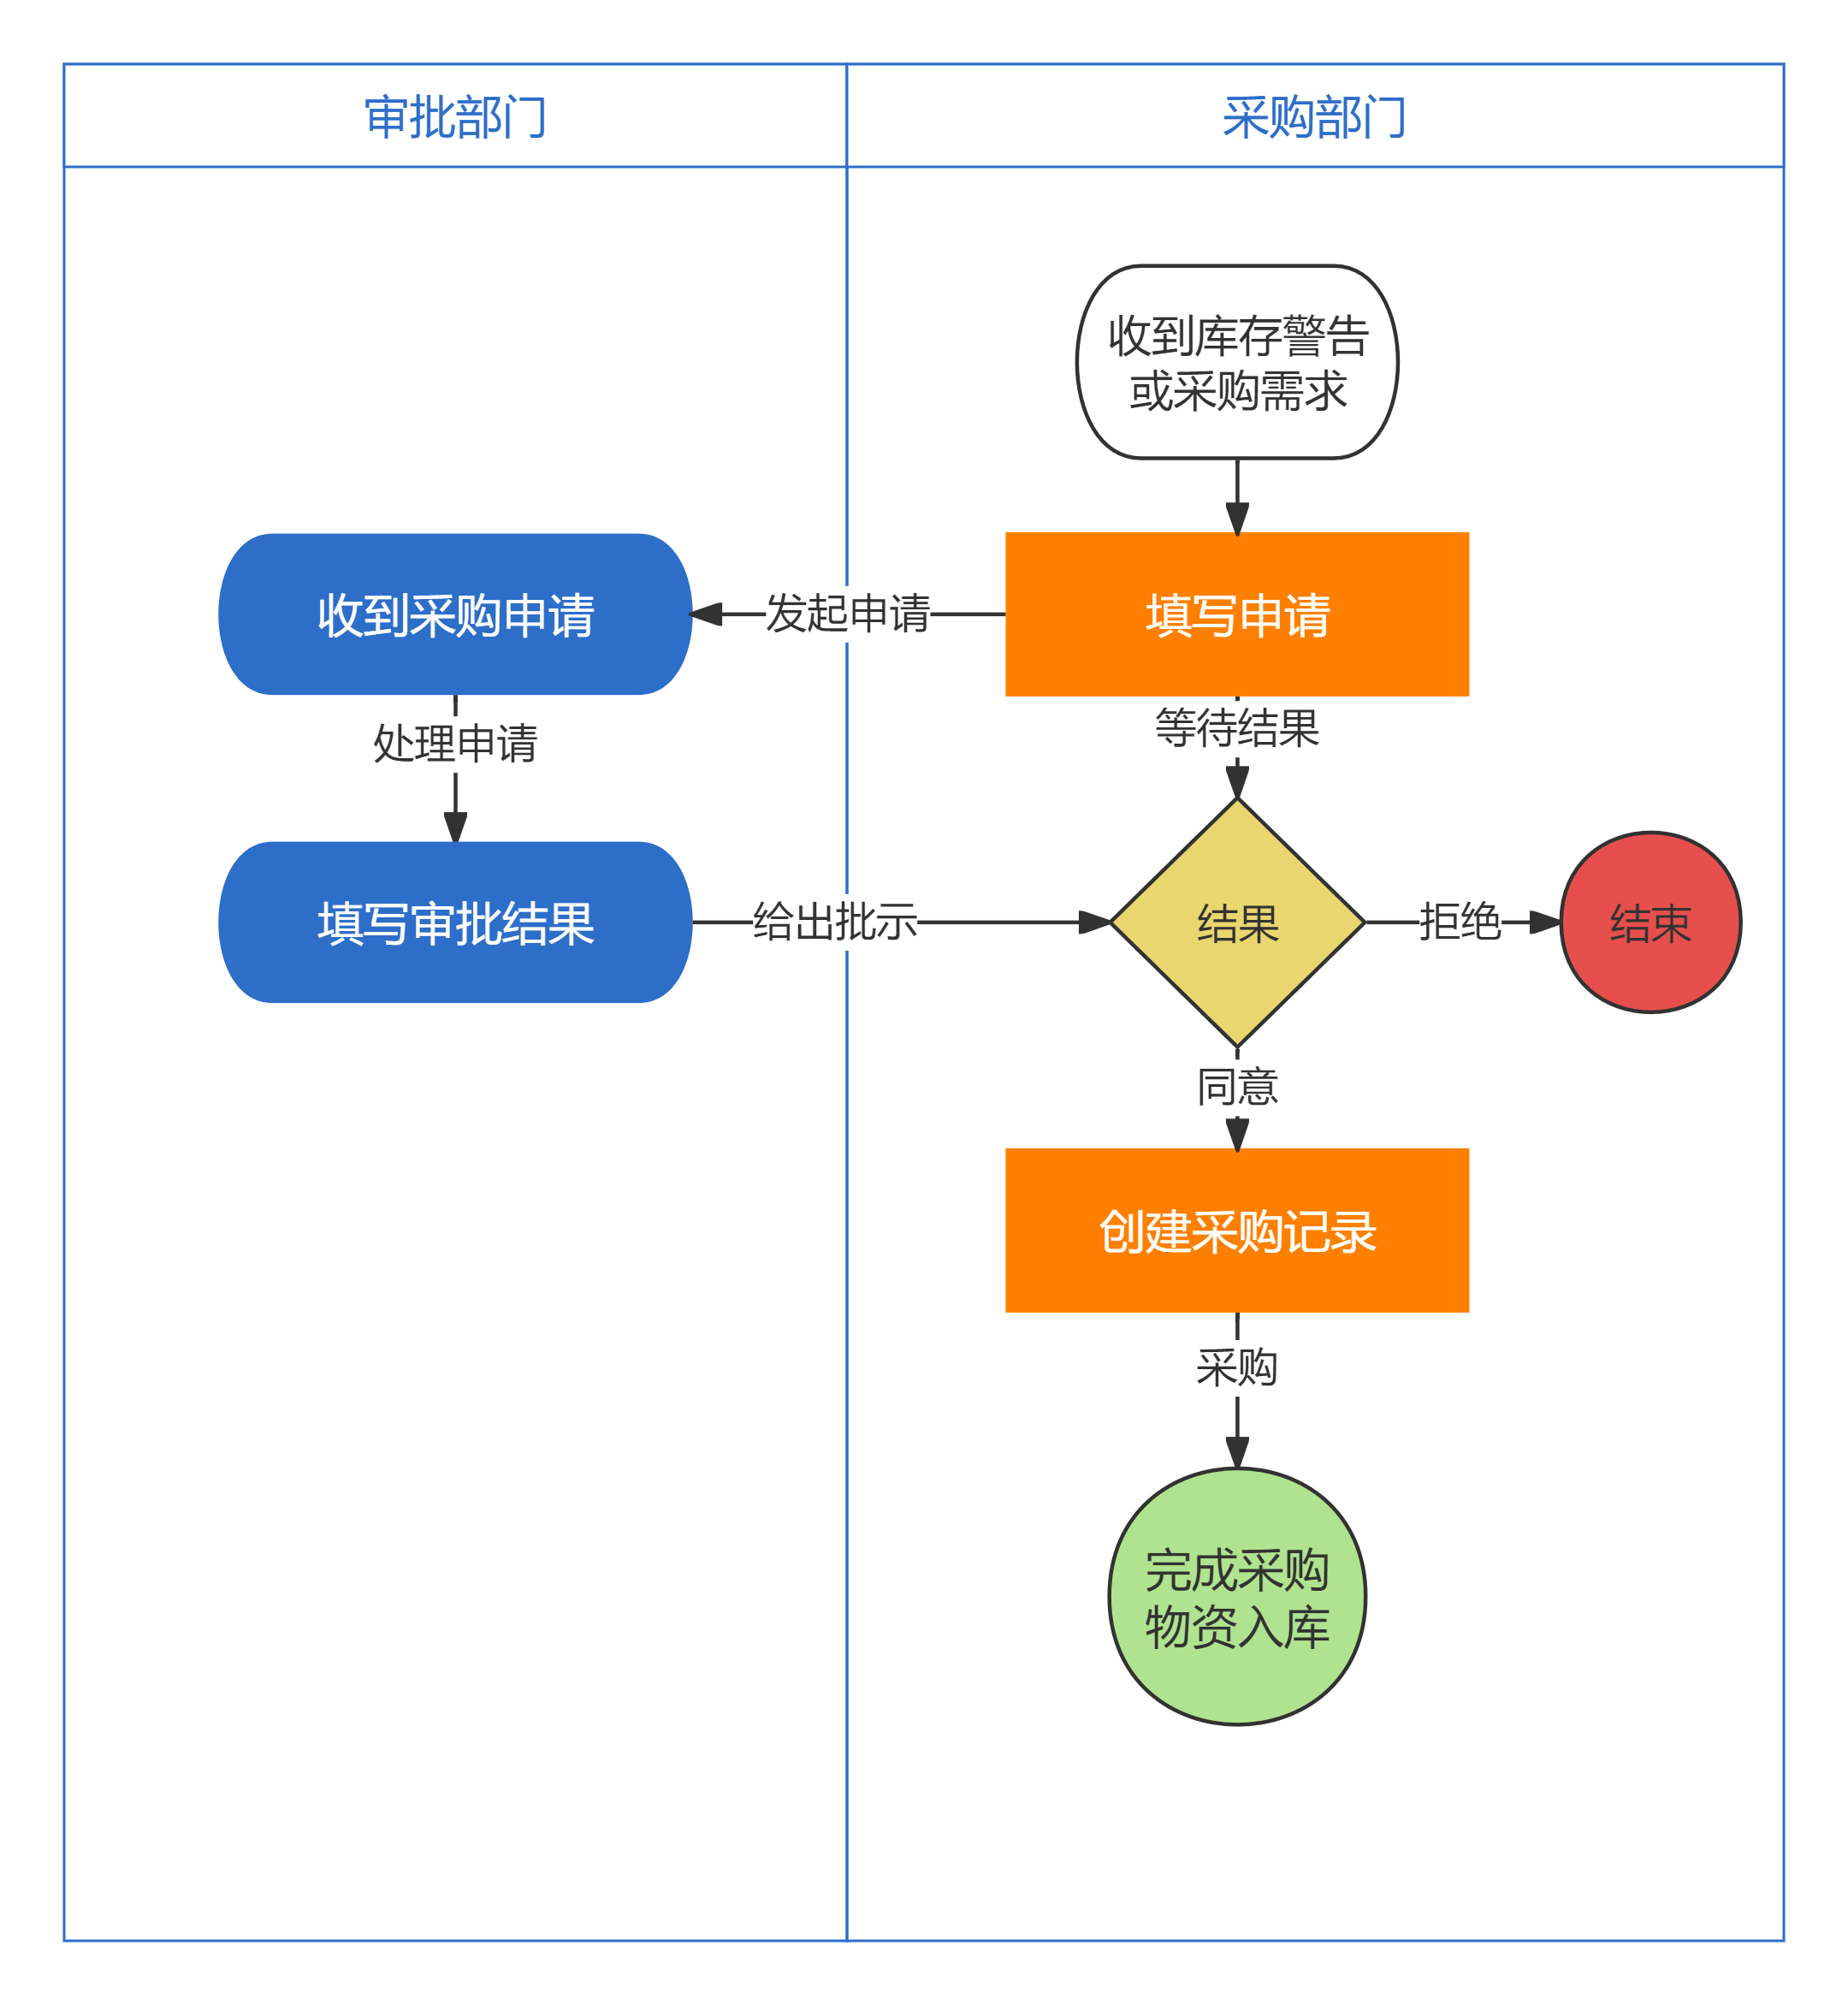 审批部门
采购部门
收到库存警告
或采购需求
收到采购申请
发起申请
填写申请
处理申请
等待结果
填写审批结果
给出批示
结果
拒绝
结束
同意
创建采购记录
采购
完成采购
物资入库